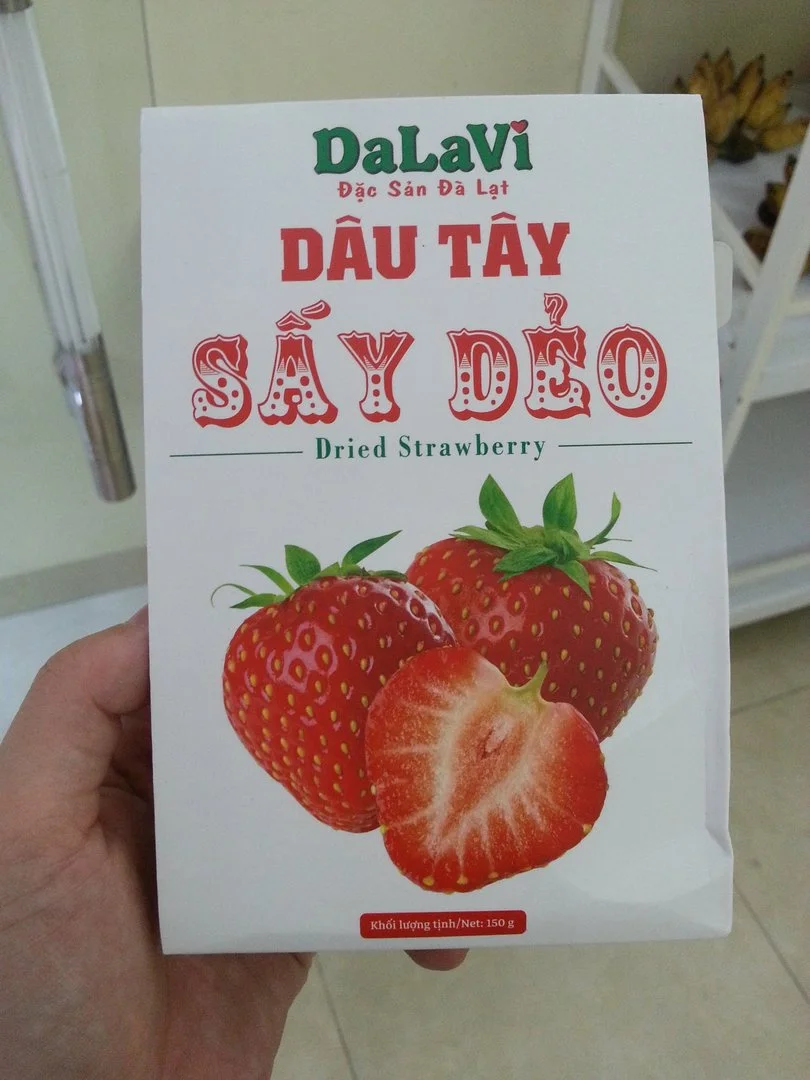 DaLaVi
Đặc Sản Đà Lạt
DÂU TÂY
SẤY DẺO
Dried Strawberry
Khối lượng tịnh/Net: 150 g